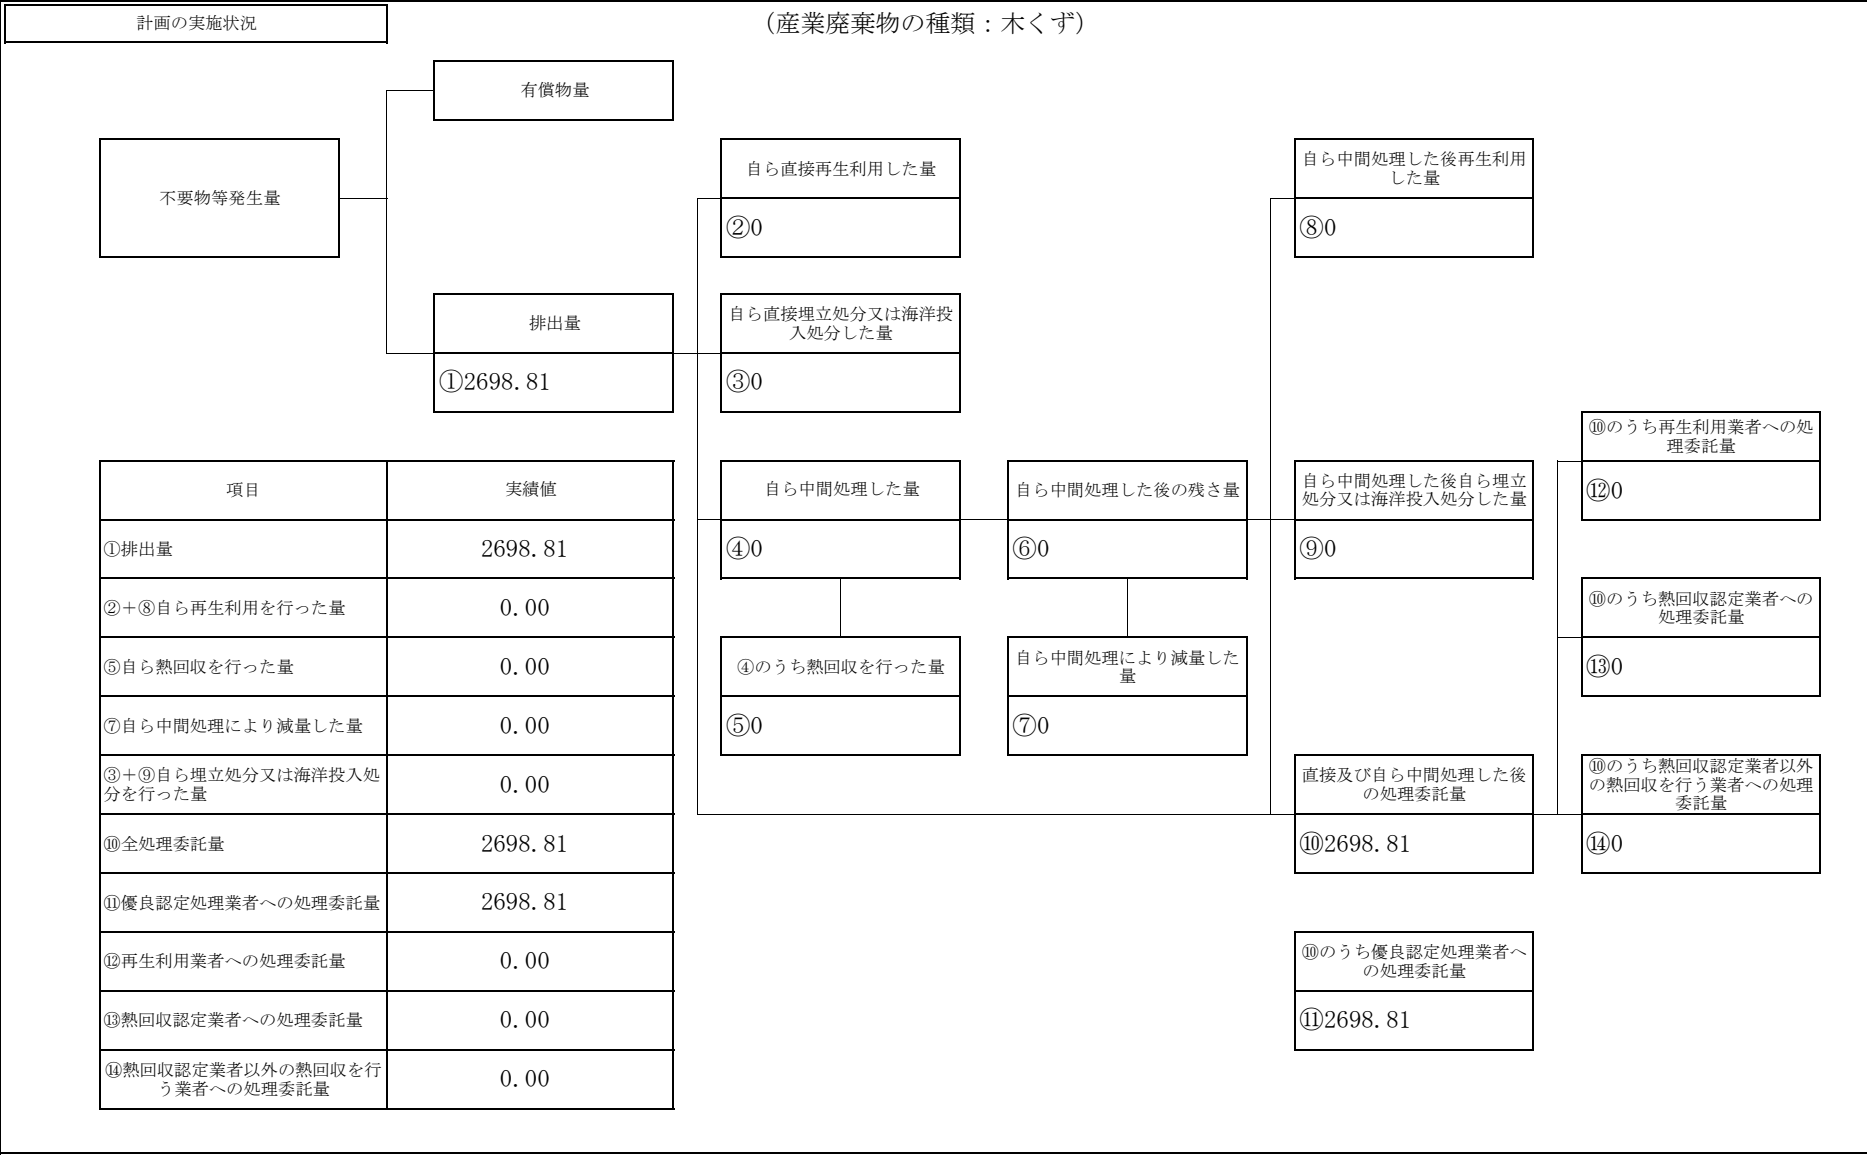 計画の実施状況
（産業廃棄物の種類：木くず）
有償物量
不要物等発生量
自ら直接再生利用した量
②0
自ら中間処理した後再生利用
した量
⑧0
排出量
①2698.81
自ら直接埋立処分又は海洋投
入処分した量
③0
自ら中間処理した量
④0
自ら中間処理した後の残さ量
⑥0
自ら中間処理した後自ら埋立
処分又は海洋投入処分した量
⑨0
⑩のうち再生利用業者への処
理委託量
⑫0
④のうち熱回収を行った量
⑤0
自ら中間処理により減量した
量
⑦0
⑩のうち熱回収認定業者への
処理委託量
⑬0
直接及び自ら中間処理した後
の処理委託量
⑩2698.81
⑩のうち熱回収認定業者以外
の熱回収を行う業者への処理
委託量
⑭0
⑩のうち優良認定処理業者へ
の処理委託量
⑪2698.81
項目 実績値
①排出量 2698.81
②＋⑧自ら再生利用を行った量 0.00
⑤自ら熱回収を行った量 0.00
⑦自ら中間処理により減量した量 0.00
③＋⑨自ら埋立処分又は海洋投入処
分を行った量 0.00
⑩全処理委託量 2698.81
⑪優良認定処理業者への処理委託量 2698.81
⑫再生利用業者への処理委託量 0.00
⑬熱回収認定業者への処理委託量 0.00
⑭熱回収認定業者以外の熱回収を行
う業者への処理委託量 0.00